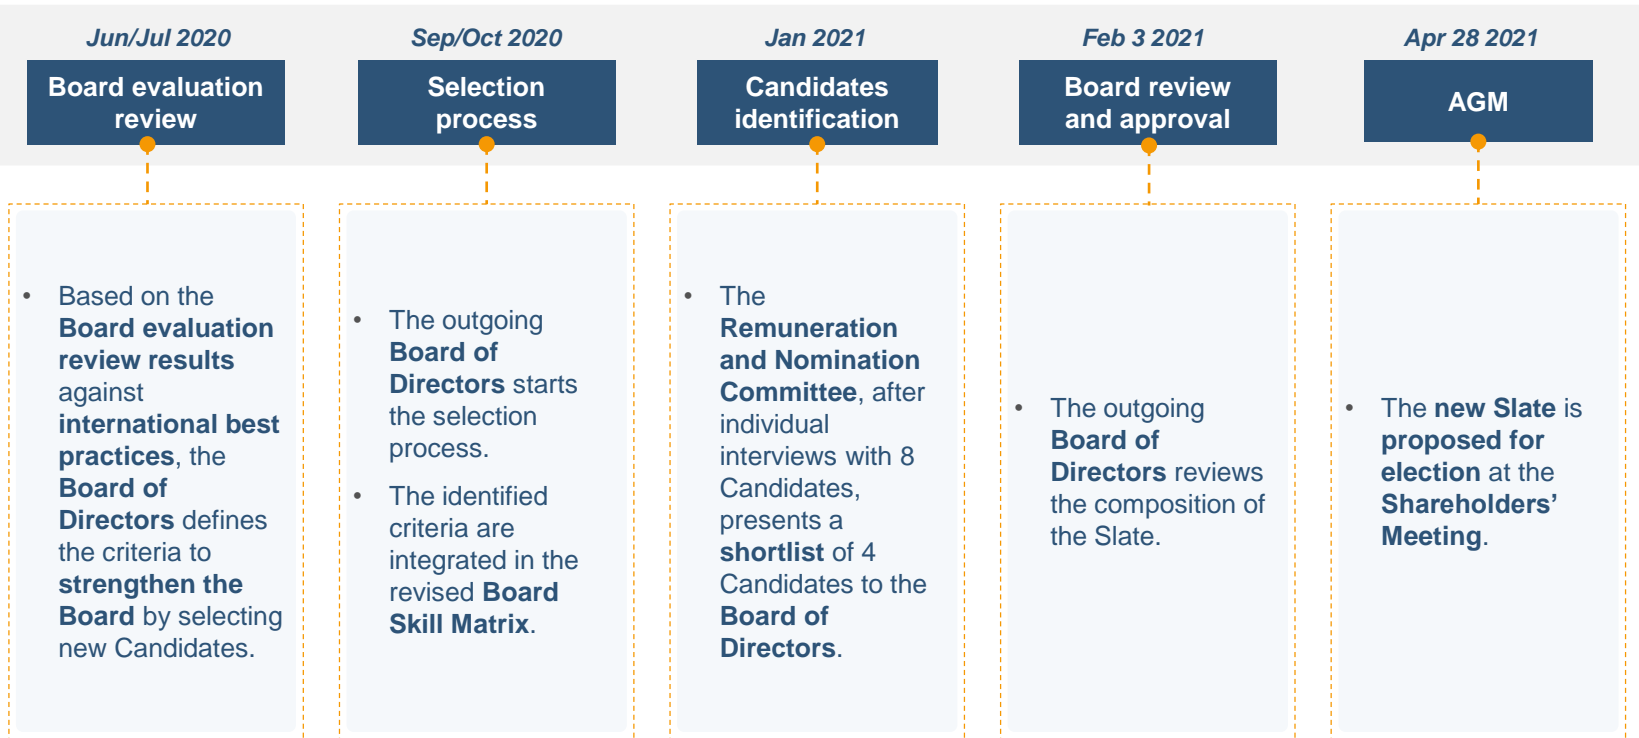 Jun/Jul 2020
Board evaluation
review
• Based on the
Board evaluation
review results
against
international best
practices, the
Board of
Directors defines
the criteria to
strengthen the
Board by selecting
new Candidates.
Sep/Oct 2020
Selection
process
• The outgoing
Board of
Directors starts
the selection
process.
• The identified
criteria are
integrated in the
revised Board
Skill Matrix.
Jan 2021
Candidates
identification
• The
Remuneration
and Nomination
Committee, after
individual
interviews with 8
Candidates,
presents a
shortlist of 4
Candidates to the
Board of
Directors.
Feb 3 2021
Board review
and approval
• The outgoing
Board of
Directors reviews
the composition of
the Slate.
Apr 28 2021
AGM
• The new Slate is
proposed for
election at the
Shareholders’
Meeting.